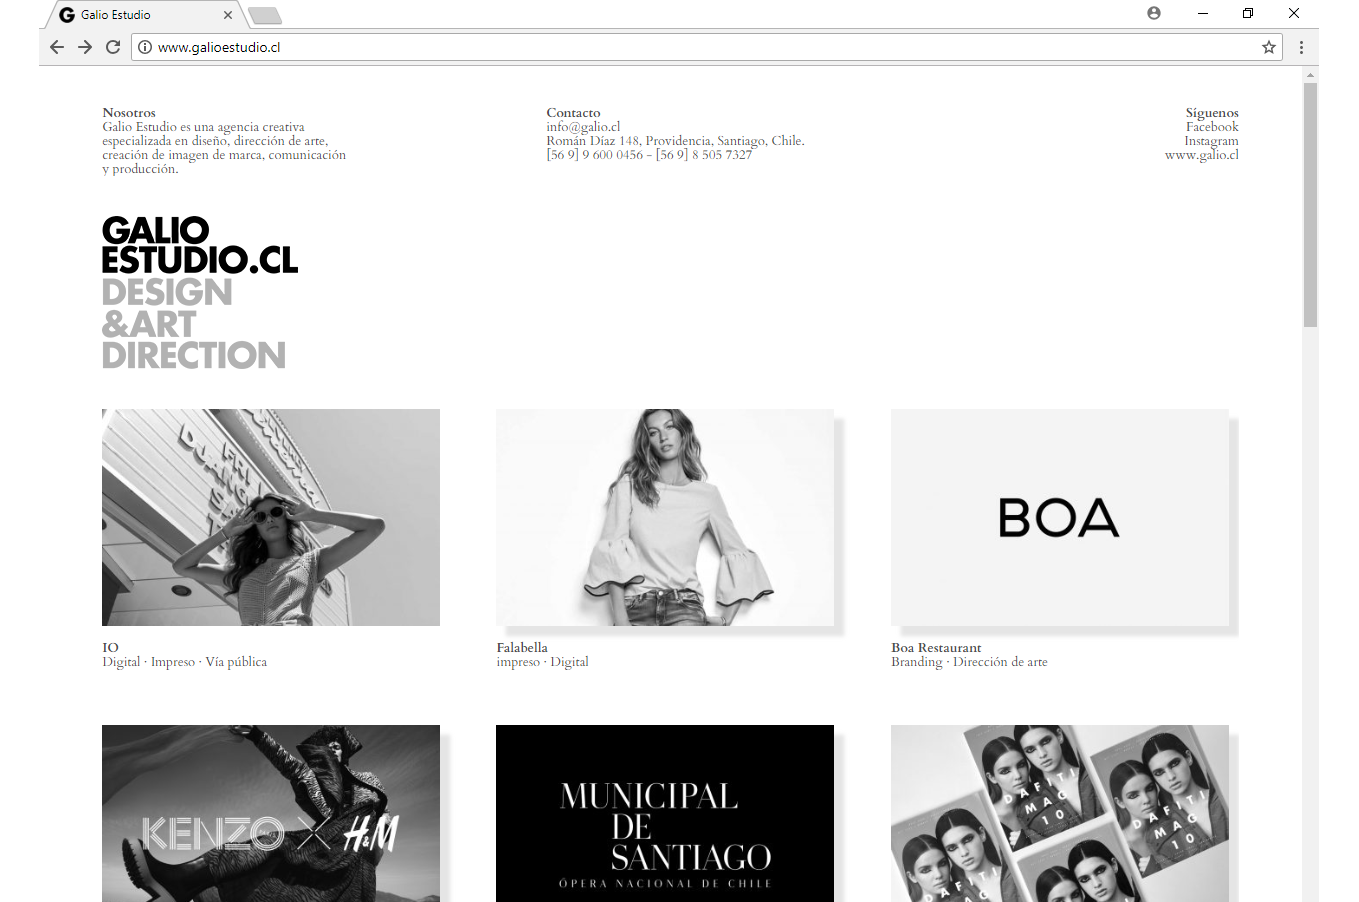 Galio Estudio
www.galioestudio.cl
Nosotros
Galio Estudio es una agencia creativa
especializada en diseño, dirección de arte,
creación de imagen de marca, comunicación
y producción.
Contacto
info@galio.cl
Román Díaz 148, Providencia, Santiago, Chile.
[56 9] 9 600 0456 – [56 9] 8 505 7327
Síguenos
Facebook
Instagram
www.galio.cl
GALIO
ESTUDIO.CL
DESIGN
&ART
DIRECTION
BOA
IO
Digital · Impreso · Vía pública
Falabella
impreso · Digital
Boa Restaurant
Branding · Dirección de arte
KENZO X H&M
MUNICIPAL
DE
SANTIAGO
ÓPERA NACIONAL DE CHILE
DAFITI
MAG
10
DAFITI
MAG
10
DAFITI
DAFITI